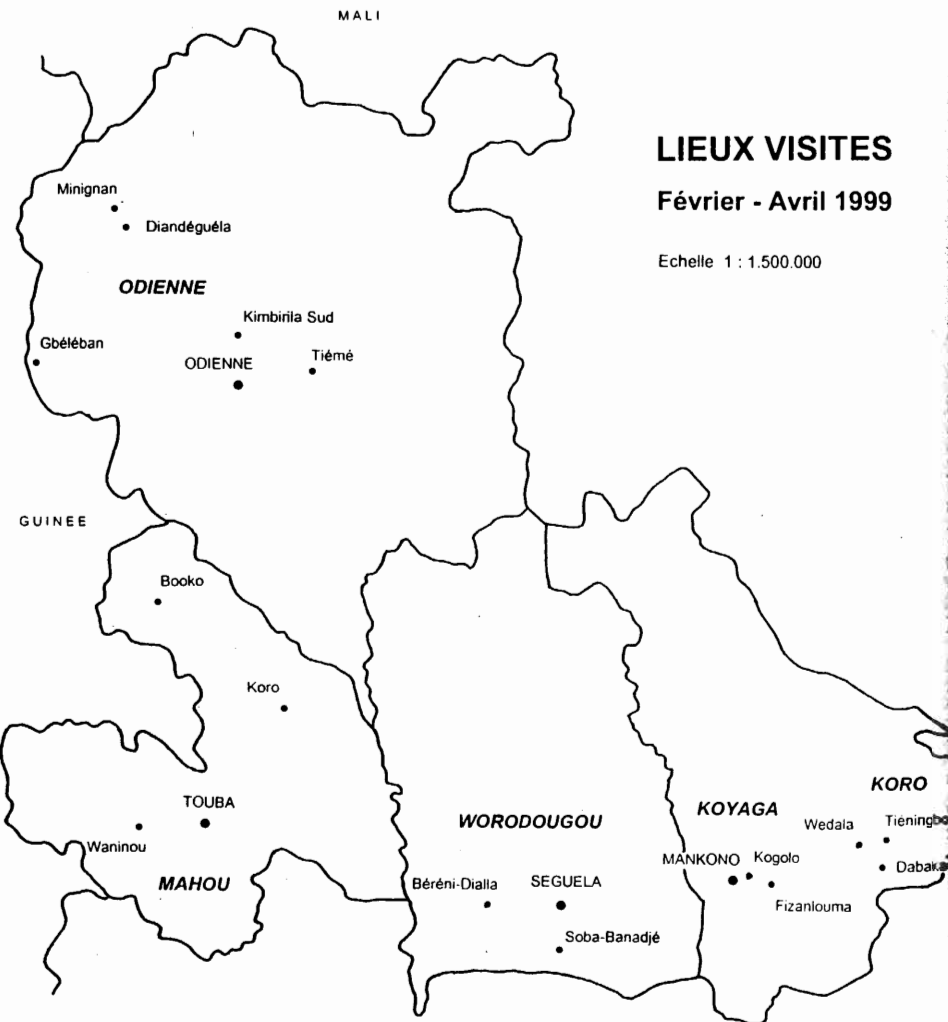 MALI
LIEUX VISITES
Février - Avril 1999
Echelle 1 : 1.500.000
Minignan
Diandéguéla
ODIENNE
Kimbirila Sud
Gbéléban
ODIENNE
Tiémé
GUINEE
Booko
Koro
TOUBA
Waninou
MAHOU
WORODOUGOU
Béréni-Dialla
SEGUELA
Soba-Banadjé
KOYAGA
KORO
Wedala
Tiéningbo
MANKONO
Kogolo
Fizanlouma